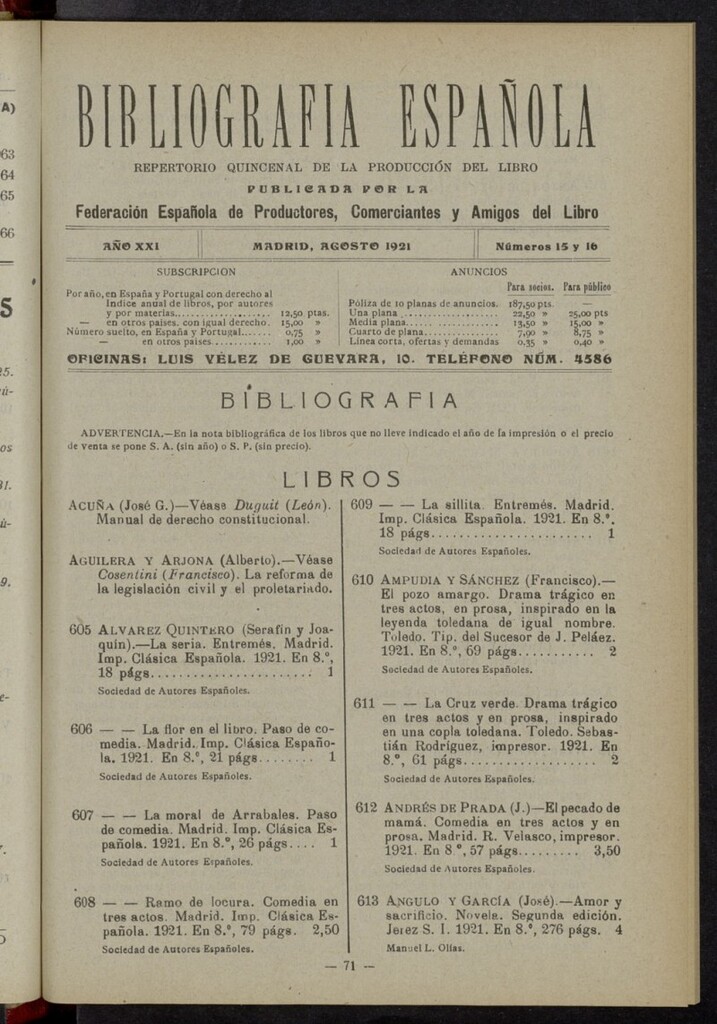 A)
63
64
65
66
S
25.
ú-
os
31.
ú-
9.
e-
BIBLIOGRAFIA ESPAÑOLA
REPERTORIO QUINCENAL DE LA PRODUCCIÓN DEL LIBRO
PUBLICADA POR LA
Federación Española de Productores, Comerciantes y Amigos del Libro
AÑO XXI MADRID, AGOSTO 1921 Números 15 y 16
SUBSCRIPCION
Por año, en España y Portugal con derecho al
Indice anual de libros, por autores
y por materias.................... 12,50 ptas.
— en otros países, con igual derecho. 15,00 »
Número suelto, en España y Portugal....... 0,75 »
— en otros países............ 1,00 »
ANUNCIOS
Para socios. Para público
Póliza de 10 planas de anuncios. 187,50 pts. —
Una plana...................... 22,50 » 25,00 pts
Media plana.................... 13,50 » 15,00 »
Cuarto de plana................ 7,90 » 8,75 »
Línea corta, ofertas y demandas 0,35 » 0,40 »
OFICINAS: LUIS VÉLEZ DE GUEVARA, 10. TELÉFONO NÚM. 4586
BIBLIOGRAFIA
ADVERTENCIA.—En la nota bibliográfica de los libros que no lleve indicado el año de la impresión o el precio
de venta se pone S. A. (sin año) o S. P. (sin precio).
LIBROS
ACUÑA (José G.)—Véase Duguit (León).
Manual de derecho constitucional.
AGUILERA Y ARJONA (Alberto).—Véase
Cosentini (Francisco). La reforma de
la legislación civil y el proletariado.
605 ALVAREZ QUINTERO (Serafín y Joa-
quín).—La seria. Entremés. Madrid.
Imp. Clásica Española. 1921. En 8.º,
18 págs...................... 1
Sociedad de Autores Españoles.
606 — — La flor en el libro. Paso de co-
media. Madrid. Imp. Clásica Españo-
la. 1921. En 8.º, 21 págs........ 1
Sociedad de Autores Españoles.
607 — — La moral de Arrabales. Paso
de comedia. Madrid. Imp. Clásica Es-
pañola. 1921. En 8.º, 26 págs.... 1
Sociedad de Autores Españoles.
608 — — Ramo de locura. Comedia en
tres actos. Madrid. Imp. Clásica Es-
pañola. 1921. En 8.º, 79 págs. 2,50
Sociedad de Autores Españoles.
609 — — La sillita. Entremés. Madrid.
Imp. Clásica Española. 1921. En 8.º,
18 págs....................... 1
Sociedad de Autores Españoles.
610 AMPUDIA Y SÁNCHEZ (Francisco).—
El pozo amargo. Drama trágico en
tres actos, en prosa, inspirado en la
leyenda toledana de igual nombre.
Toledo. Tip. del Sucesor de J. Peláez.
1921. En 8.º, 69 págs........... 2
Sociedad de Autores Españoles.
611 — — La Cruz verde. Drama trágico
en tres actos y en prosa, inspirado
en una copla toledana. Toledo. Sebas-
tián Rodríguez, impresor. 1921. En
8.º, 61 págs................... 2
Sociedad de Autores Españoles.
612 ANDRÉS DE PRADA (J.)—El pecado de
mamá. Comedia en tres actos y en
prosa. Madrid. R. Velasco, impresor.
1921. En 8.º, 57 págs......... 3,50
Sociedad de Autores Españoles.
613 ANGULO Y GARCÍA (José).—Amor y
sacrificio. Novela. Segunda edición.
Jerez S. I. 1921. En 8.º, 276 págs. 4
Manuel L. Olías.
— 71 —